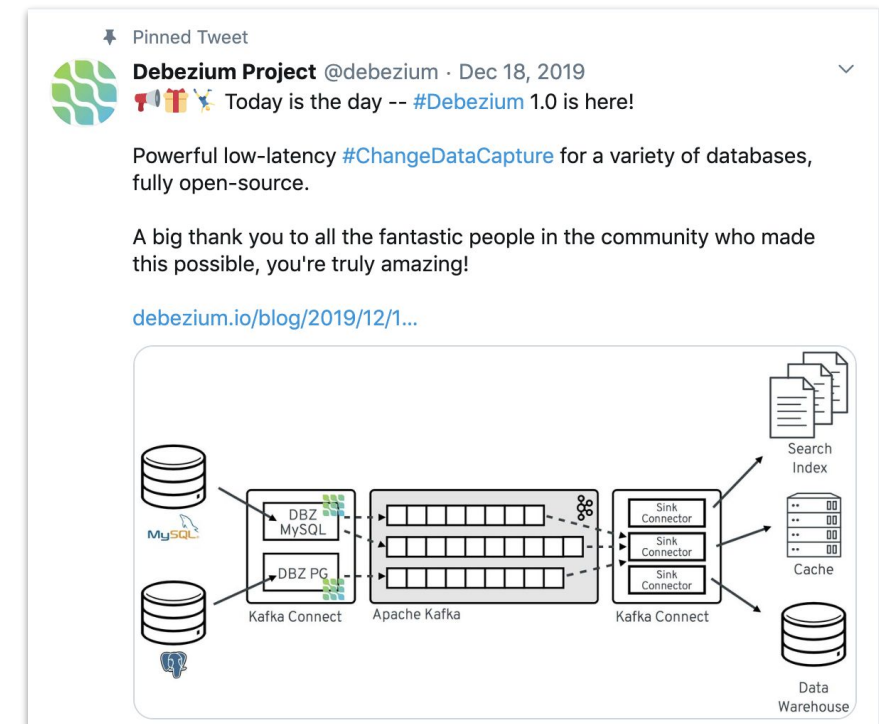 Pinned Tweet
Debezium Project @debezium · Dec 18, 2019
Today is the day -- #Debezium 1.0 is here!
Powerful low-latency #ChangeDataCapture for a variety of databases,
fully open-source.
A big thank you to all the fantastic people in the community who made
this possible, you're truly amazing!
debezium.io/blog/2019/12/1...
MySQL
DBZ
MySQL
DBZ PG
Kafka Connect
Apache Kafka
Sink
Connector
Sink
Connector
Sink
Connector
Kafka Connect
Search
Index
Cache
Data
Warehouse